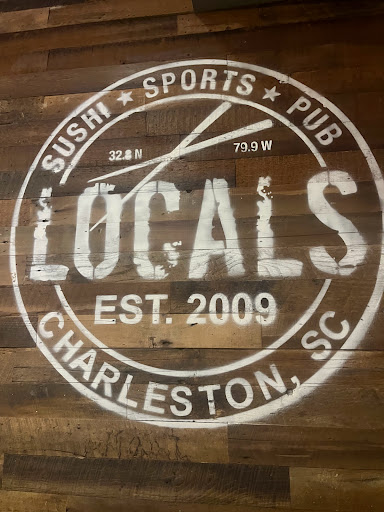 SUSHI ★ SPORTS ★ PUB
32.8 N 79.9 W
LOCALS
EST. 2009
CHARLESTON, SC